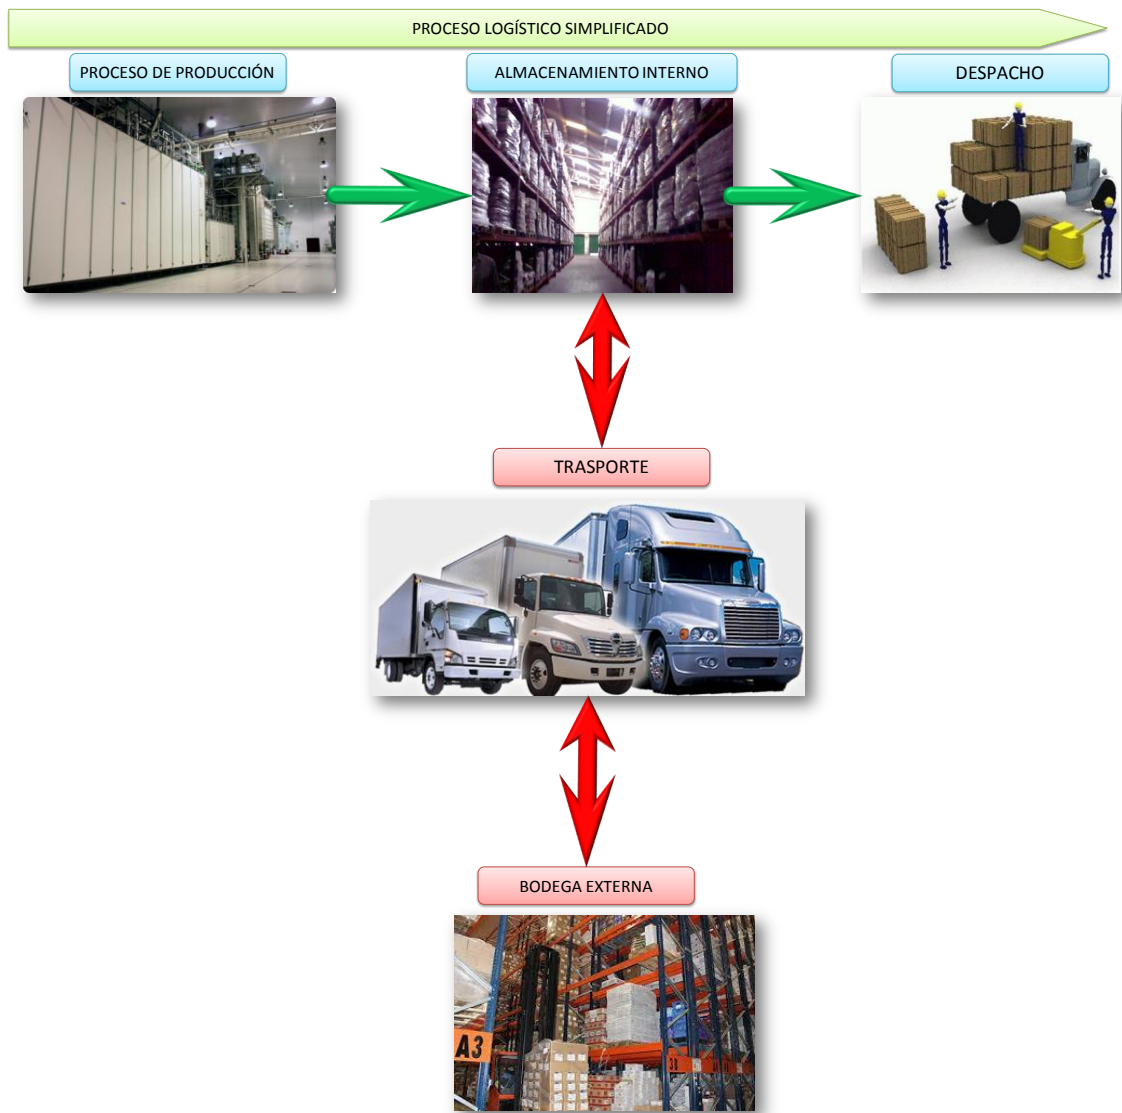 PROCESO LOGÍSTICO SIMPLIFICADO
PROCESO DE PRODUCCIÓN
ALMACENAMIENTO INTERNO
DESPACHO
TRASPORTE
BODEGA EXTERNA
A3